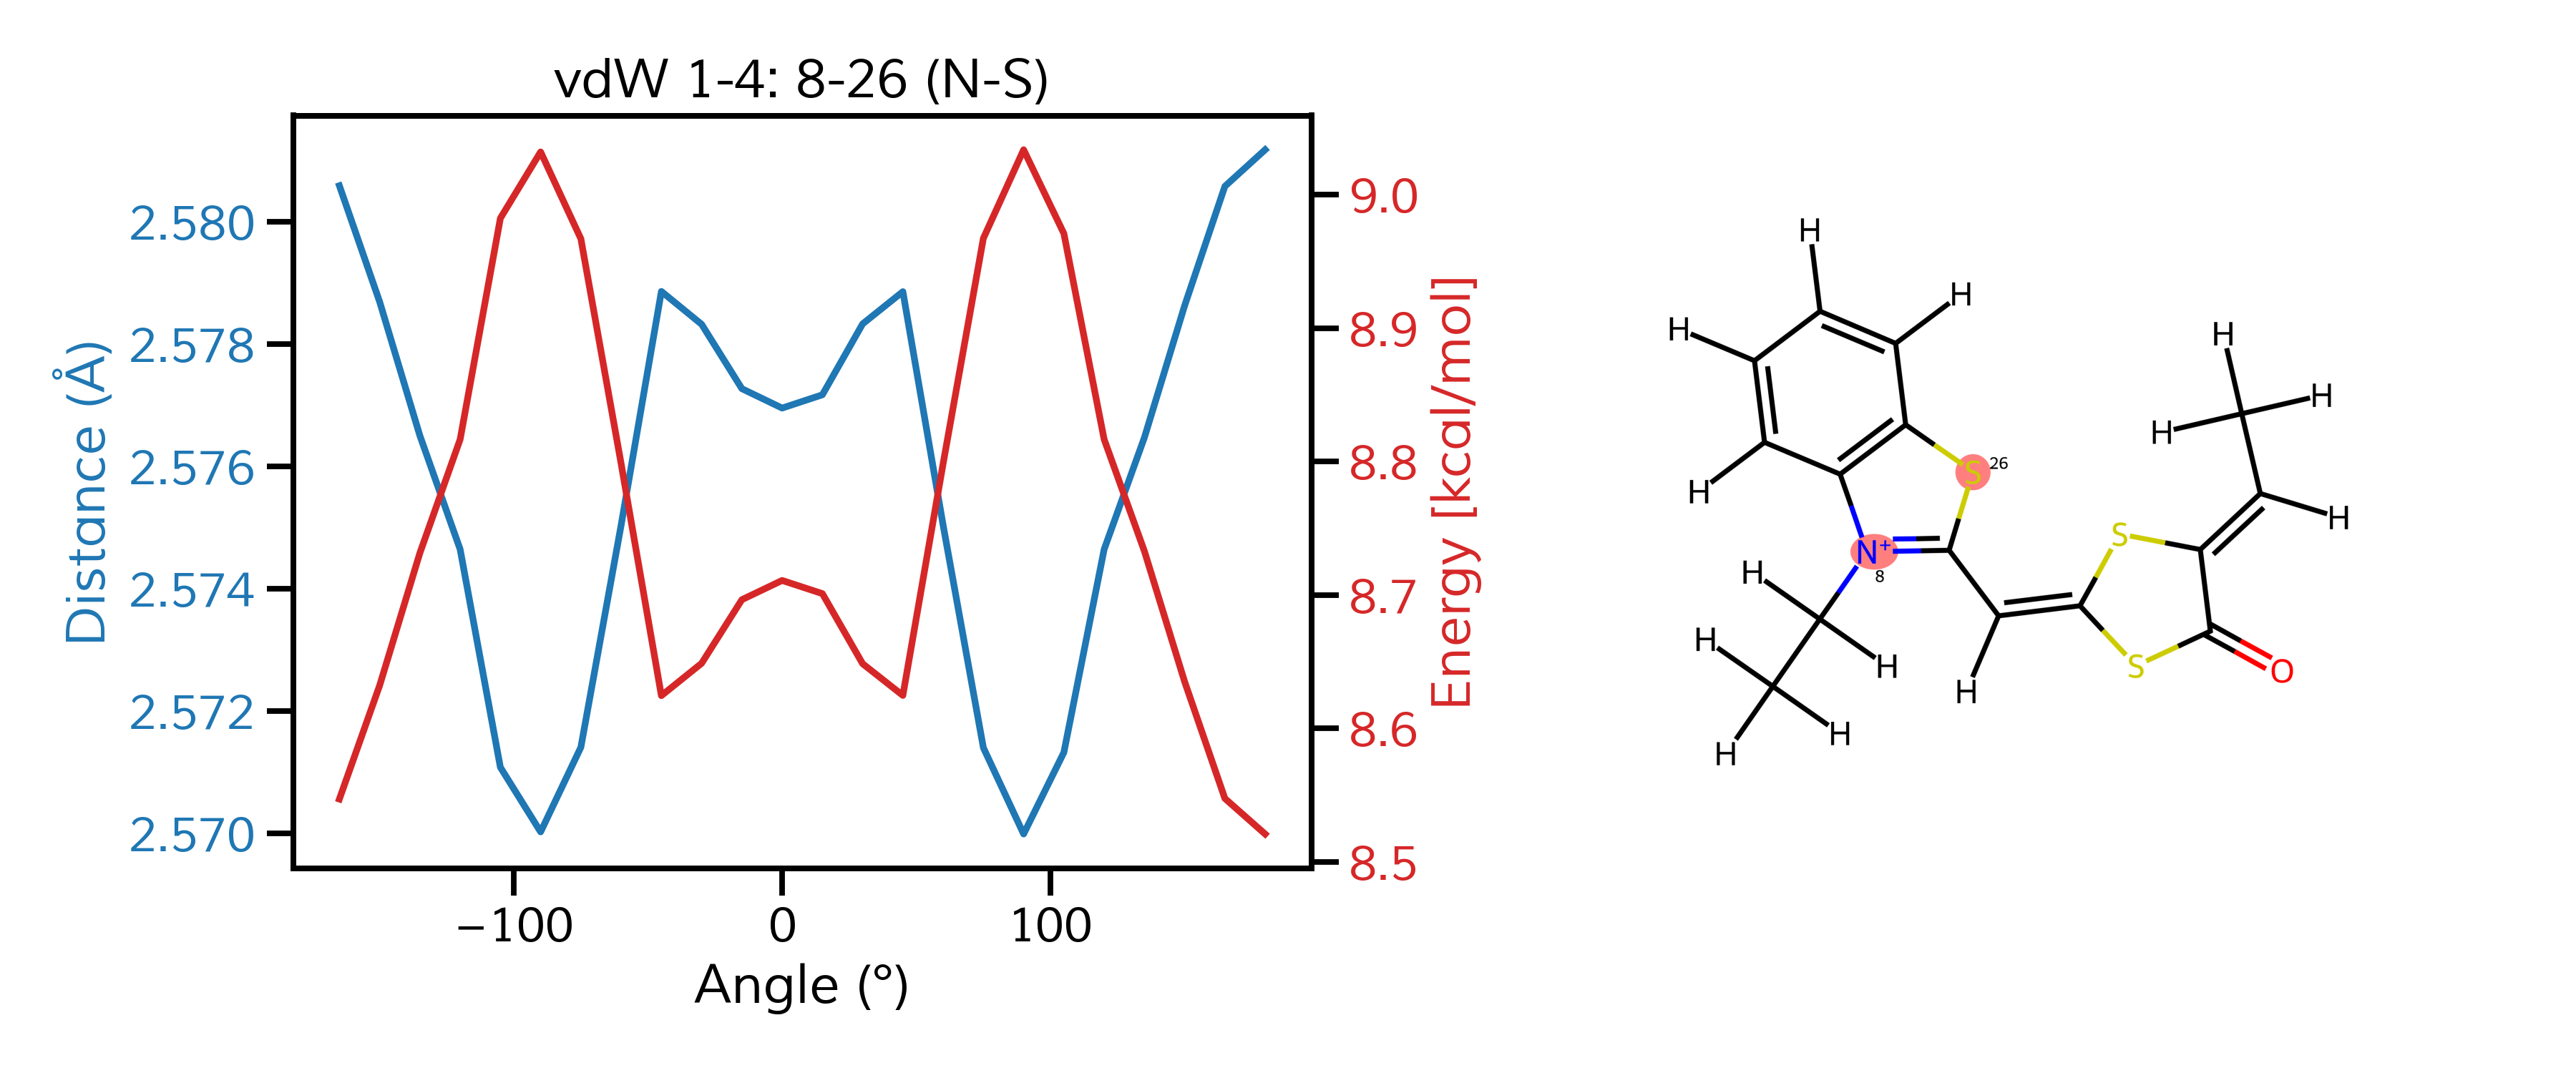 vdW 1-4: 8-26 (N-S)
Distance (Å)
2.580
2.578
2.576
2.574
2.572
2.570
9.0
8.9
8.8
8.7
8.6
8.5
Energy [kcal/mol]
−100
0
100
Angle (°)
H
H
H
H
H
H
H
S
26
H
H
S
N+
8
H
H
H
S
O
H
H
H